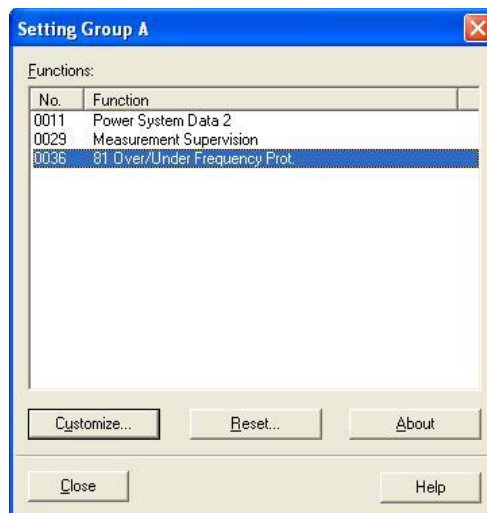 Setting Group A
Functions:
No. Function
0011 Power System Data 2
0029 Measurement Supervision
0036 81 Over/Under Frequency Prot.
Customize... Reset... About
Close Help